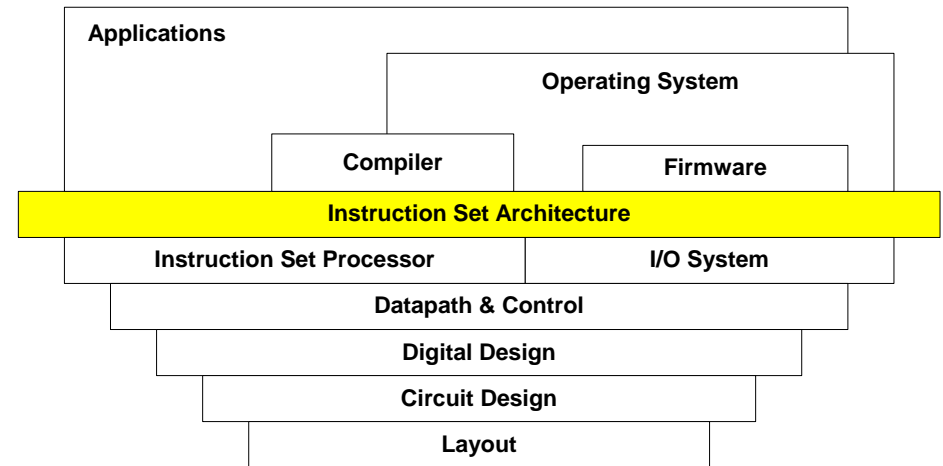 Applications
Operating System
Compiler
Firmware
Instruction Set Architecture
Instruction Set Processor
I/O System
Datapath & Control
Digital Design
Circuit Design
Layout